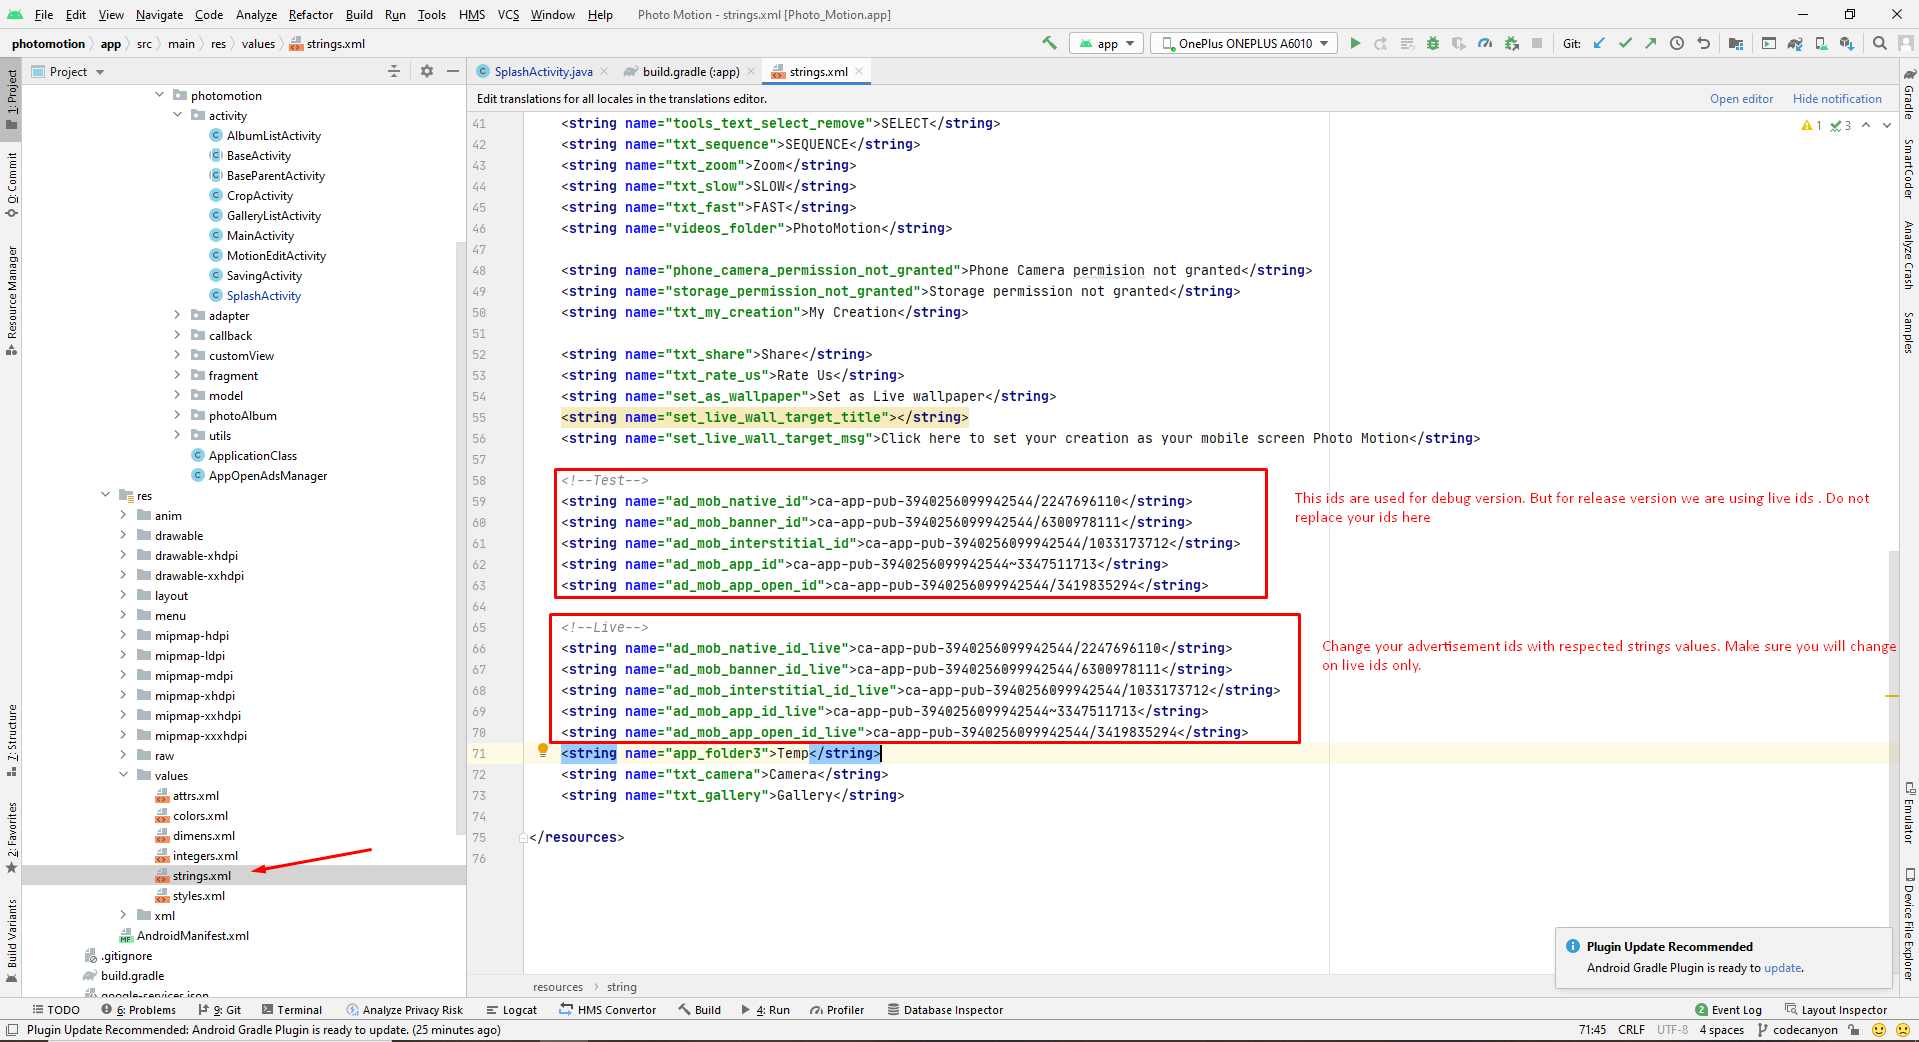 File Edit View Navigate Code Analyze Refactor Build Run Tools HMS VCS Window Help Photo Motion - strings.xml [Photo_Motion.app]
photomotion app src main res values strings.xml app OnePlus ONEPLUS A6010 Git:
Project SplashActivity.java build.gradle (:app) strings.xml
Edit translations for all locales in the translations editor. Open editor Hide notification
1 3
1: Project
0: Commit
Resource Manager
7: Structure
2: Favorites
Build Variants
photomotion
activity
AlbumListActivity
BaseActivity
BaseParentActivity
CropActivity
GalleryListActivity
MainActivity
MotionEditActivity
SavingActivity
SplashActivity
adapter
callback
customView
fragment
model
photoAlbum
utils
ApplicationClass
AppOpenAdsManager
res
anim
drawable
drawable-xhdpi
drawable-xxhdpi
layout
menu
mipmap-hdpi
mipmap-ldpi
mipmap-mdpi
mipmap-xhdpi
mipmap-xxhdpi
mipmap-xxxhdpi
raw
values
attrs.xml
colors.xml
dimens.xml
integers.xml
strings.xml
styles.xml
xml
AndroidManifest.xml
.gitignore
build.gradle
google-services.json
41 <string name="tools_text_select_remove">SELECT</string>
42 <string name="txt_sequence">SEQUENCE</string>
43 <string name="txt_zoom">Zoom</string>
44 <string name="txt_slow">SLOW</string>
45 <string name="txt_fast">FAST</string>
46 <string name="videos_folder">PhotoMotion</string>
47
48 <string name="phone_camera_permission_not_granted">Phone Camera permision not granted</string>
49 <string name="storage_permission_not_granted">Storage permission not granted</string>
50 <string name="txt_my_creation">My Creation</string>
51
52 <string name="txt_share">Share</string>
53 <string name="txt_rate_us">Rate Us</string>
54 <string name="set_as_wallpaper">Set as Live wallpaper</string>
55 <string name="set_live_wall_target_title"></string>
56 <string name="set_live_wall_target_msg">Click here to set your creation as your mobile screen Photo Motion</string>
57
58 <!--Test-->
59 <string name="ad_mob_native_id">ca-app-pub-3940256099942544/2247696110</string>
60 <string name="ad_mob_banner_id">ca-app-pub-3940256099942544/6300978111</string>
61 <string name="ad_mob_interstitial_id">ca-app-pub-3940256099942544/1033173712</string>
62 <string name="ad_mob_app_id">ca-app-pub-3940256099942544~3347511713</string>
63 <string name="ad_mob_app_open_id">ca-app-pub-3940256099942544/3419835294</string>
64
65 <!--Live-->
66 <string name="ad_mob_native_id_live">ca-app-pub-3940256099942544/2247696110</string>
67 <string name="ad_mob_banner_id_live">ca-app-pub-3940256099942544/6300978111</string>
68 <string name="ad_mob_interstitial_id_live">ca-app-pub-3940256099942544/1033173712</string>
69 <string name="ad_mob_app_id_live">ca-app-pub-3940256099942544~3347511713</string>
70 <string name="ad_mob_app_open_id_live">ca-app-pub-3940256099942544/3419835294</string>
71 <string name="app_folder3">Temp</string>
72 <string name="txt_camera">Camera</string>
73 <string name="txt_gallery">Gallery</string>
74
75 </resources>
76
This ids are used for debug version. But for release version we are using live ids . Do not
replace your ids here
Change your advertisement ids with respected strings values. Make sure you will change
on live ids only.
Gradle
SmartCoder
Analyze Crash
Samples
Emulator
Device File Explorer
Plugin Update Recommended
Android Gradle Plugin is ready to update.
resources string
TODO 6: Problems 9: Git Terminal Analyze Privacy Risk Logcat HMS Convertor Build 4: Run Profiler Database Inspector 2 Event Log Layout Inspector
Plugin Update Recommended: Android Gradle Plugin is ready to update. (25 minutes ago) 71:45 CRLF UTF-8 4 spaces codecanyon